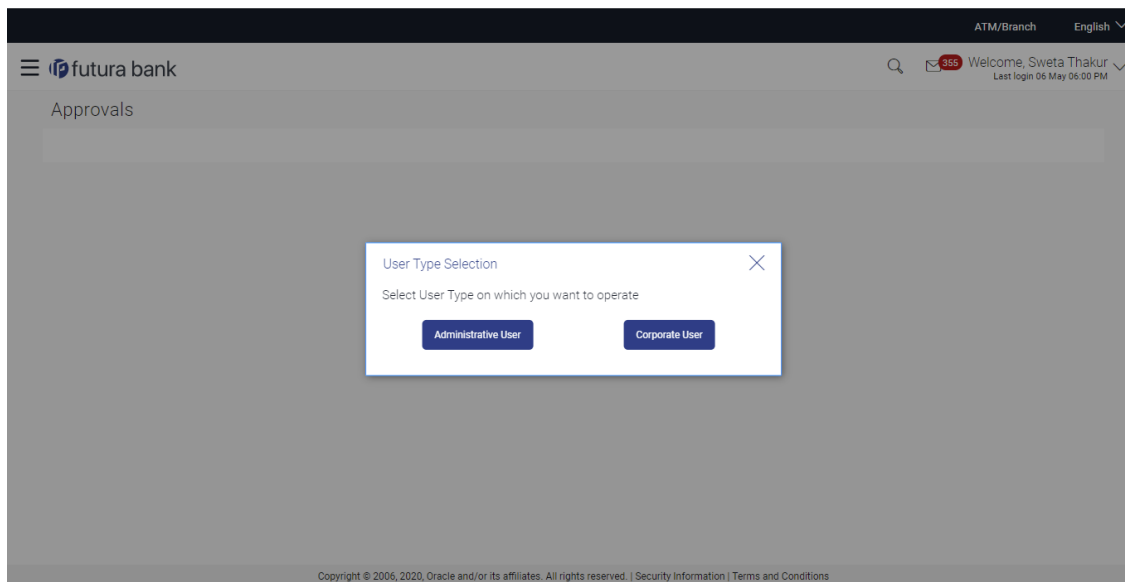 ATM/Branch English
futura bank
355 Welcome, Sweta Thakur
Last login 06 May 06:00 PM
Approvals
User Type Selection
Select User Type on which you want to operate
Administrative User Corporate User
Copyright © 2006, 2020, Oracle and/or its affiliates. All rights reserved. | Security Information | Terms and Conditions